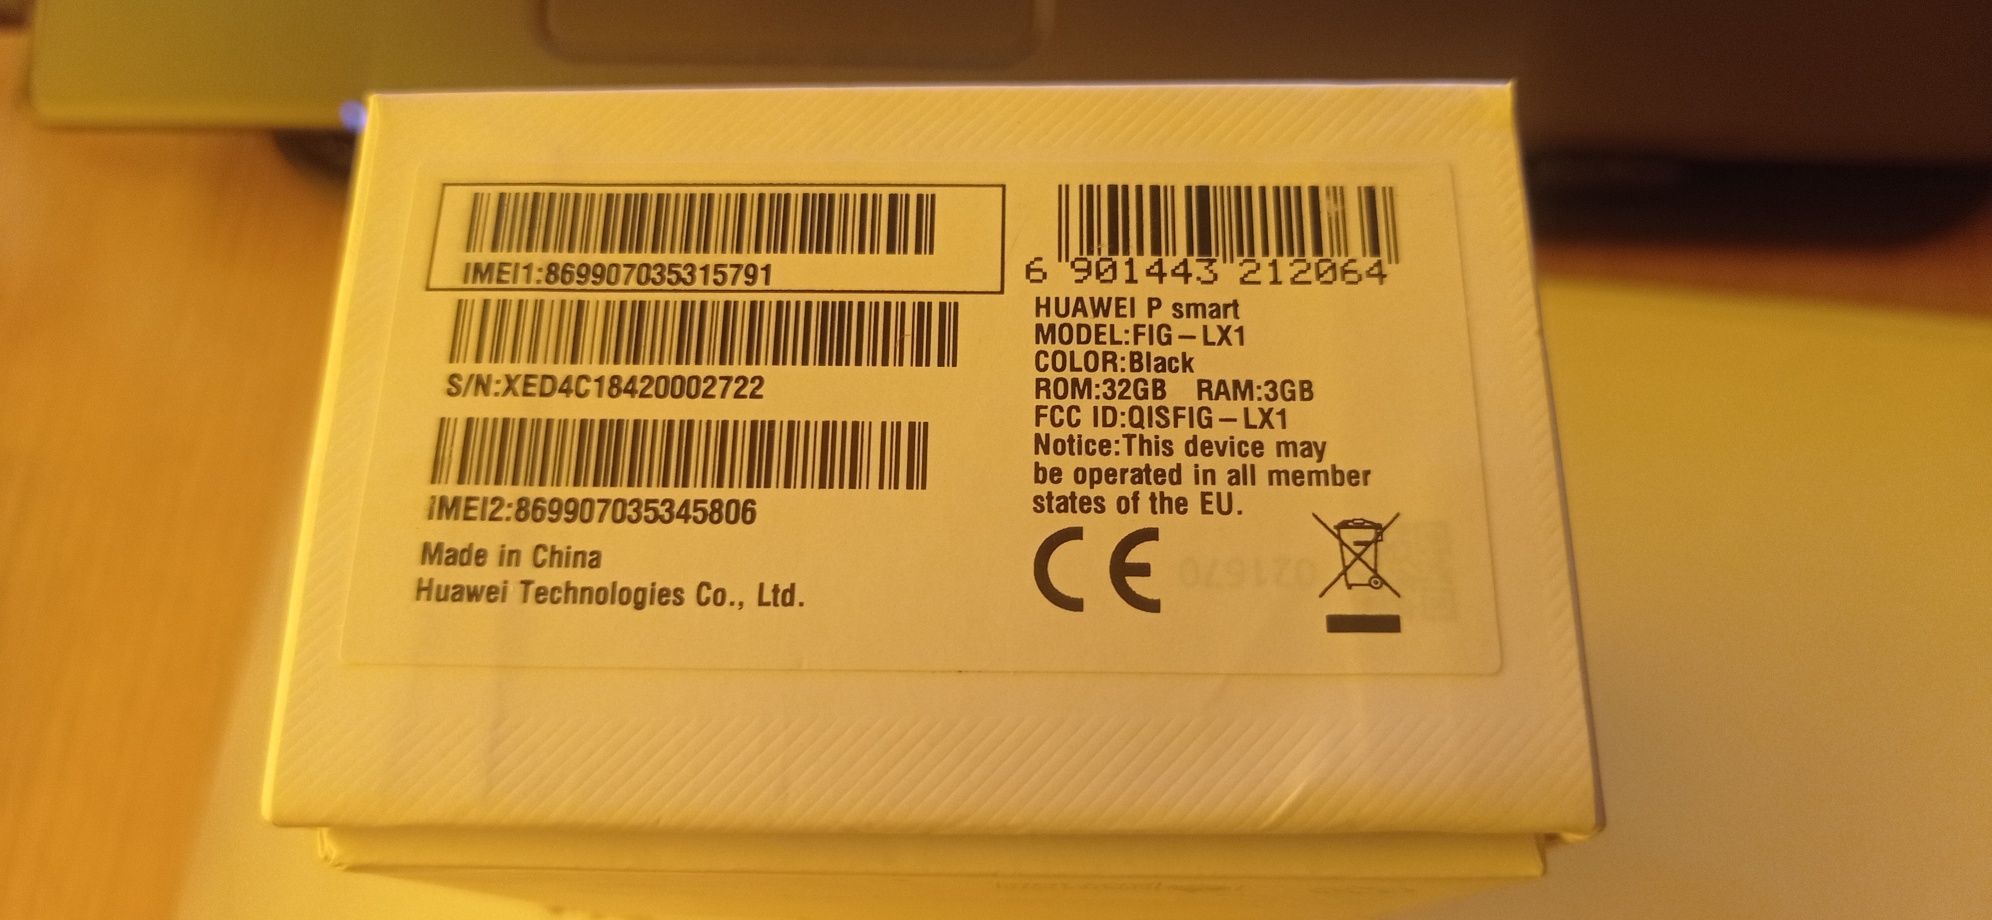 IMEI1:869907035315791
S/N:XED4C18420002722
IMEI2:869907035345806
Made in China
Huawei Technologies Co., Ltd.
6 901443 212064
HUAWEI P smart
MODEL:FIG-LX1
COLOR:Black
ROM:32GB RAM:3GB
FCC ID:QISFIG-LX1
Notice:This device may
be operated in all member
states of the EU.
CE
021670